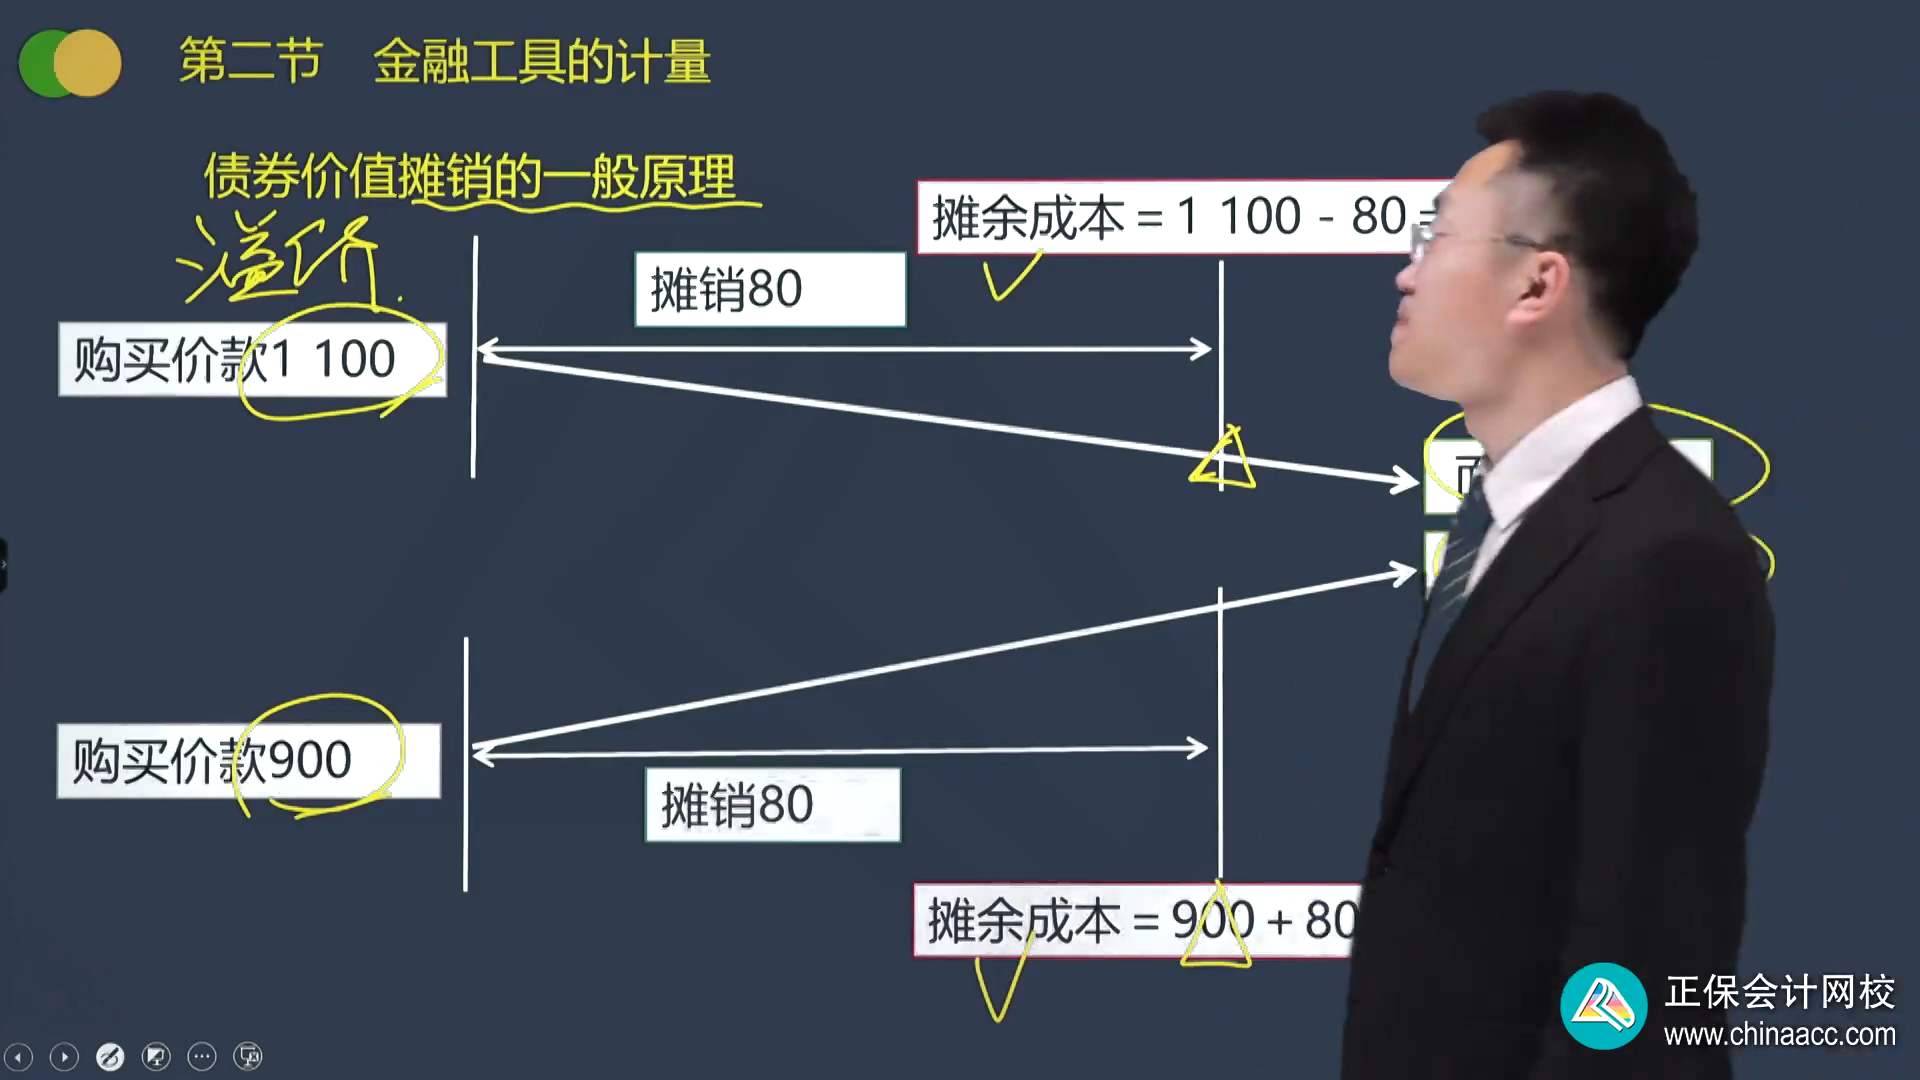 第二节 金融工具的计量
债券价值摊销的一般原理
溢价
摊余成本＝1 100－80
摊销80
购买价款1 100
购买价款900
摊销80
摊余成本＝900＋80
正保会计网校
www.chinaacc.com